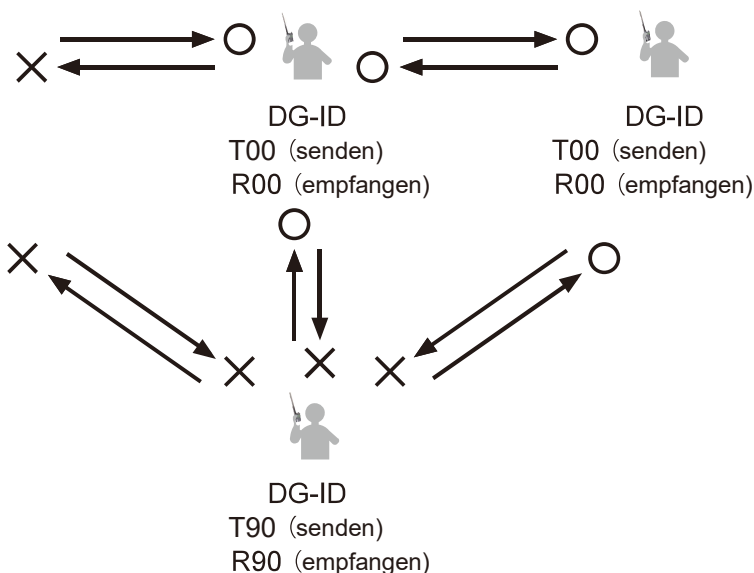 DG-ID
T00 (senden)
R00 (empfangen)
DG-ID
T00 (senden)
R00 (empfangen)
DG-ID
T90 (senden)
R90 (empfangen)